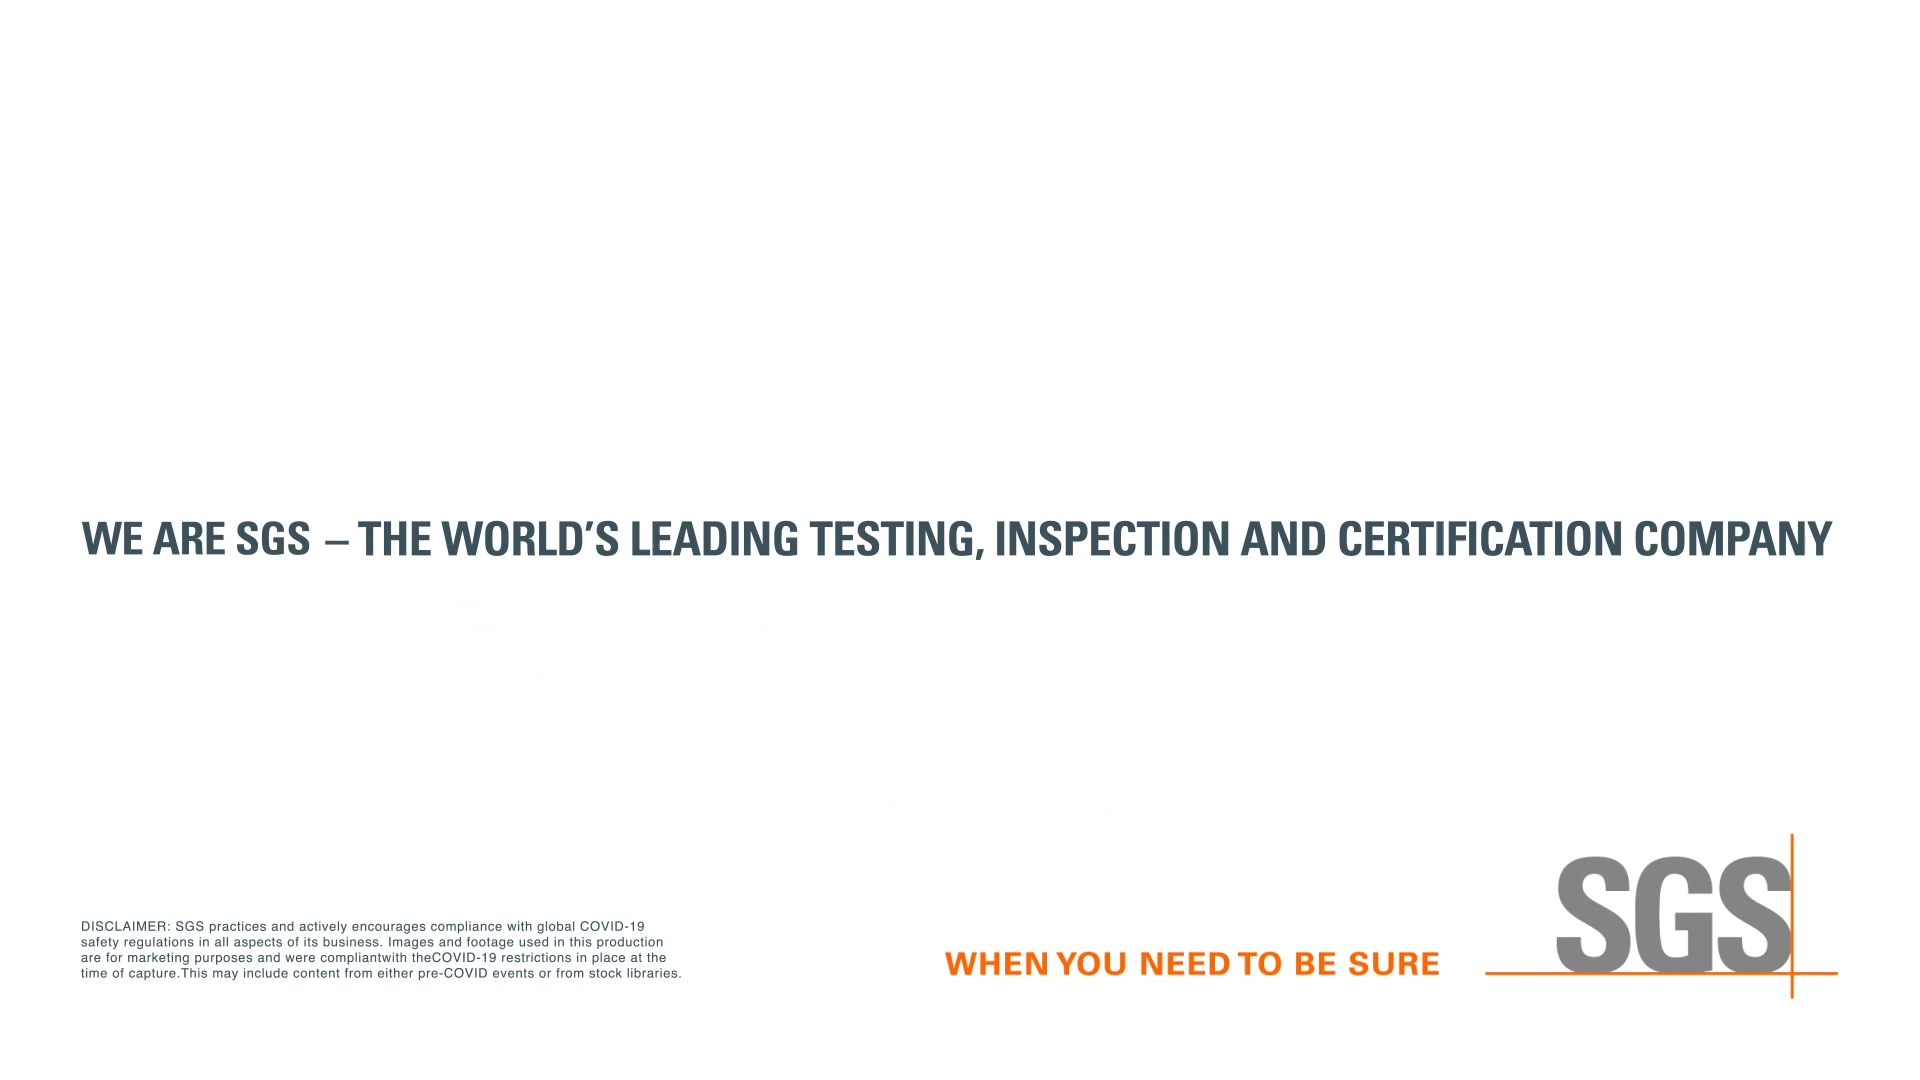 WE ARE SGS – THE WORLD’S LEADING TESTING, INSPECTION AND CERTIFICATION COMPANY
DISCLAIMER: SGS practices and actively encourages compliance with global COVID-19
safety regulations in all aspects of its business. Images and footage used in this production
are for marketing purposes and were compliantwith theCOVID-19 restrictions in place at the
time of capture.This may include content from either pre-COVID events or from stock libraries.
WHEN YOU NEED TO BE SURE
SGS